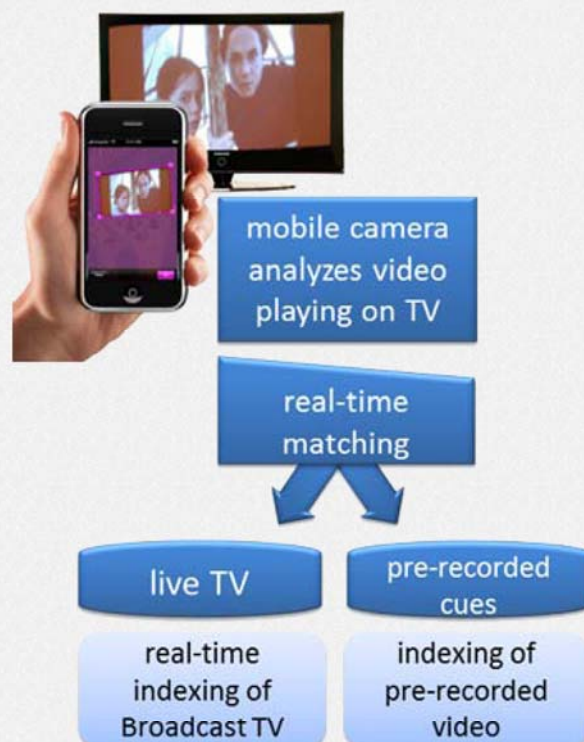 mobile camera
analyzes video
playing on TV
real-time
matching
live TV
pre-recorded
cues
real-time
indexing of
Broadcast TV
indexing of
pre-recorded
video